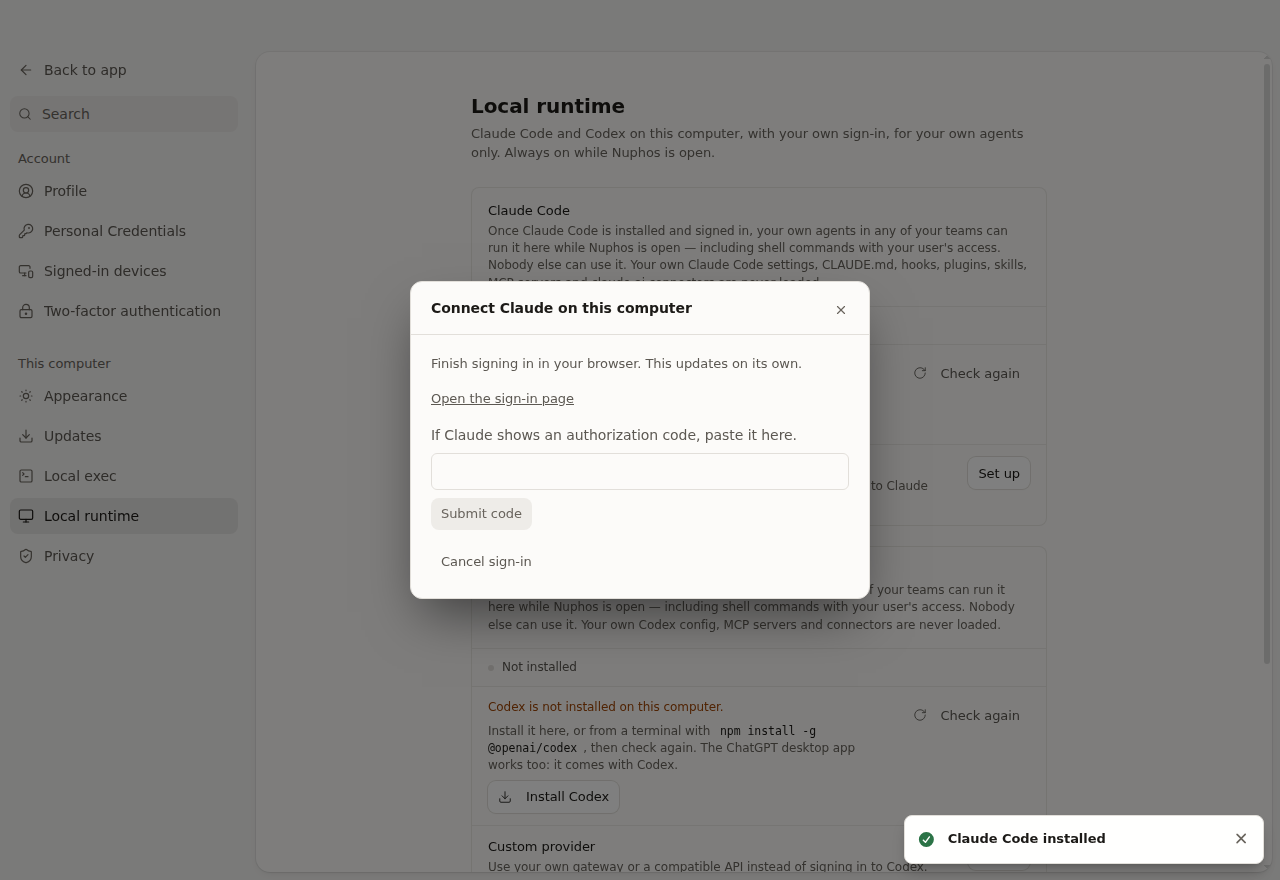 Back to app
Search
Account
Profile
Personal Credentials
Signed-in devices
Two-factor authentication
This computer
Appearance
Updates
Local exec
Local runtime
Privacy
Local runtime
Claude Code and Codex on this computer, with your own sign-in, for your own agents
only. Always on while Nuphos is open.
Claude Code
Once Claude Code is installed and signed in, your own agents in any of your teams can
run it here while Nuphos is open — including shell commands with your user's access.
Nobody else can use it. Your own Claude Code settings, CLAUDE.md, hooks, plugins, skills,
Check again
to Claude
Set up
Connect Claude on this computer
Finish signing in in your browser. This updates on its own.
Open the sign-in page
If Claude shows an authorization code, paste it here.
Submit code
Cancel sign-in
f your teams can run it
here while Nuphos is open — including shell commands with your user's access. Nobody
else can use it. Your own Codex config, MCP servers and connectors are never loaded.
Not installed
Codex is not installed on this computer.
Check again
Install it here, or from a terminal with npm install -g
@openai/codex , then check again. The ChatGPT desktop app
works too: it comes with Codex.
Install Codex
Custom provider
Use your own gateway or a compatible API instead of signing in to Codex.
Claude Code installed